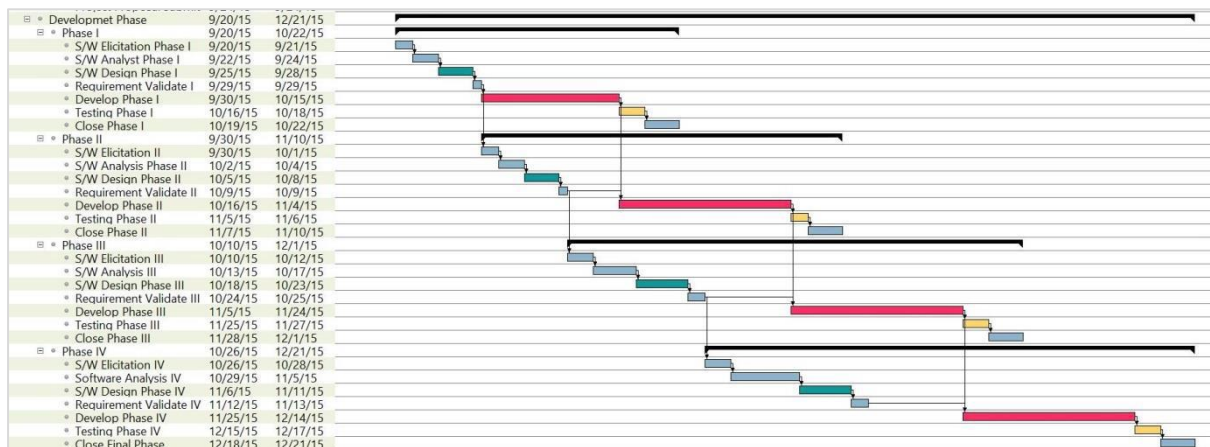 Developmet Phase 9/20/15 12/21/15
Phase I 9/20/15 10/22/15
S/W Elicitation Phase I 9/20/15 9/21/15
S/W Analyst Phase I 9/22/15 9/24/15
S/W Design Phase I 9/25/15 9/28/15
Requirement Validate I 9/29/15 9/29/15
Develop Phase I 9/30/15 10/15/15
Testing Phase I 10/16/15 10/18/15
Close Phase I 10/19/15 10/22/15
Phase II 9/30/15 11/10/15
S/W Elicitation II 9/30/15 10/1/15
S/W Analysis Phase II 10/2/15 10/4/15
S/W Design Phase II 10/5/15 10/8/15
Requirement Validate II 10/9/15 10/9/15
Develop Phase II 10/16/15 11/4/15
Testing Phase II 11/5/15 11/6/15
Close Phase II 11/7/15 11/10/15
Phase III 10/10/15 12/1/15
S/W Elicitation III 10/10/15 10/12/15
S/W Analysis III 10/13/15 10/17/15
S/W Design Phase III 10/18/15 10/23/15
Requirement Validate III 10/24/15 10/25/15
Develop Phase III 11/5/15 11/24/15
Testing Phase III 11/25/15 11/27/15
Close Phase III 11/28/15 12/1/15
Phase IV 10/26/15 12/21/15
S/W Elicitation IV 10/26/15 10/28/15
Software Analysis IV 10/29/15 11/5/15
S/W Design Phase IV 11/6/15 11/11/15
Requirement Validate IV 11/12/15 11/13/15
Develop Phase IV 11/25/15 12/14/15
Testing Phase IV 12/15/15 12/17/15
Close Final Phase 12/18/15 12/21/15